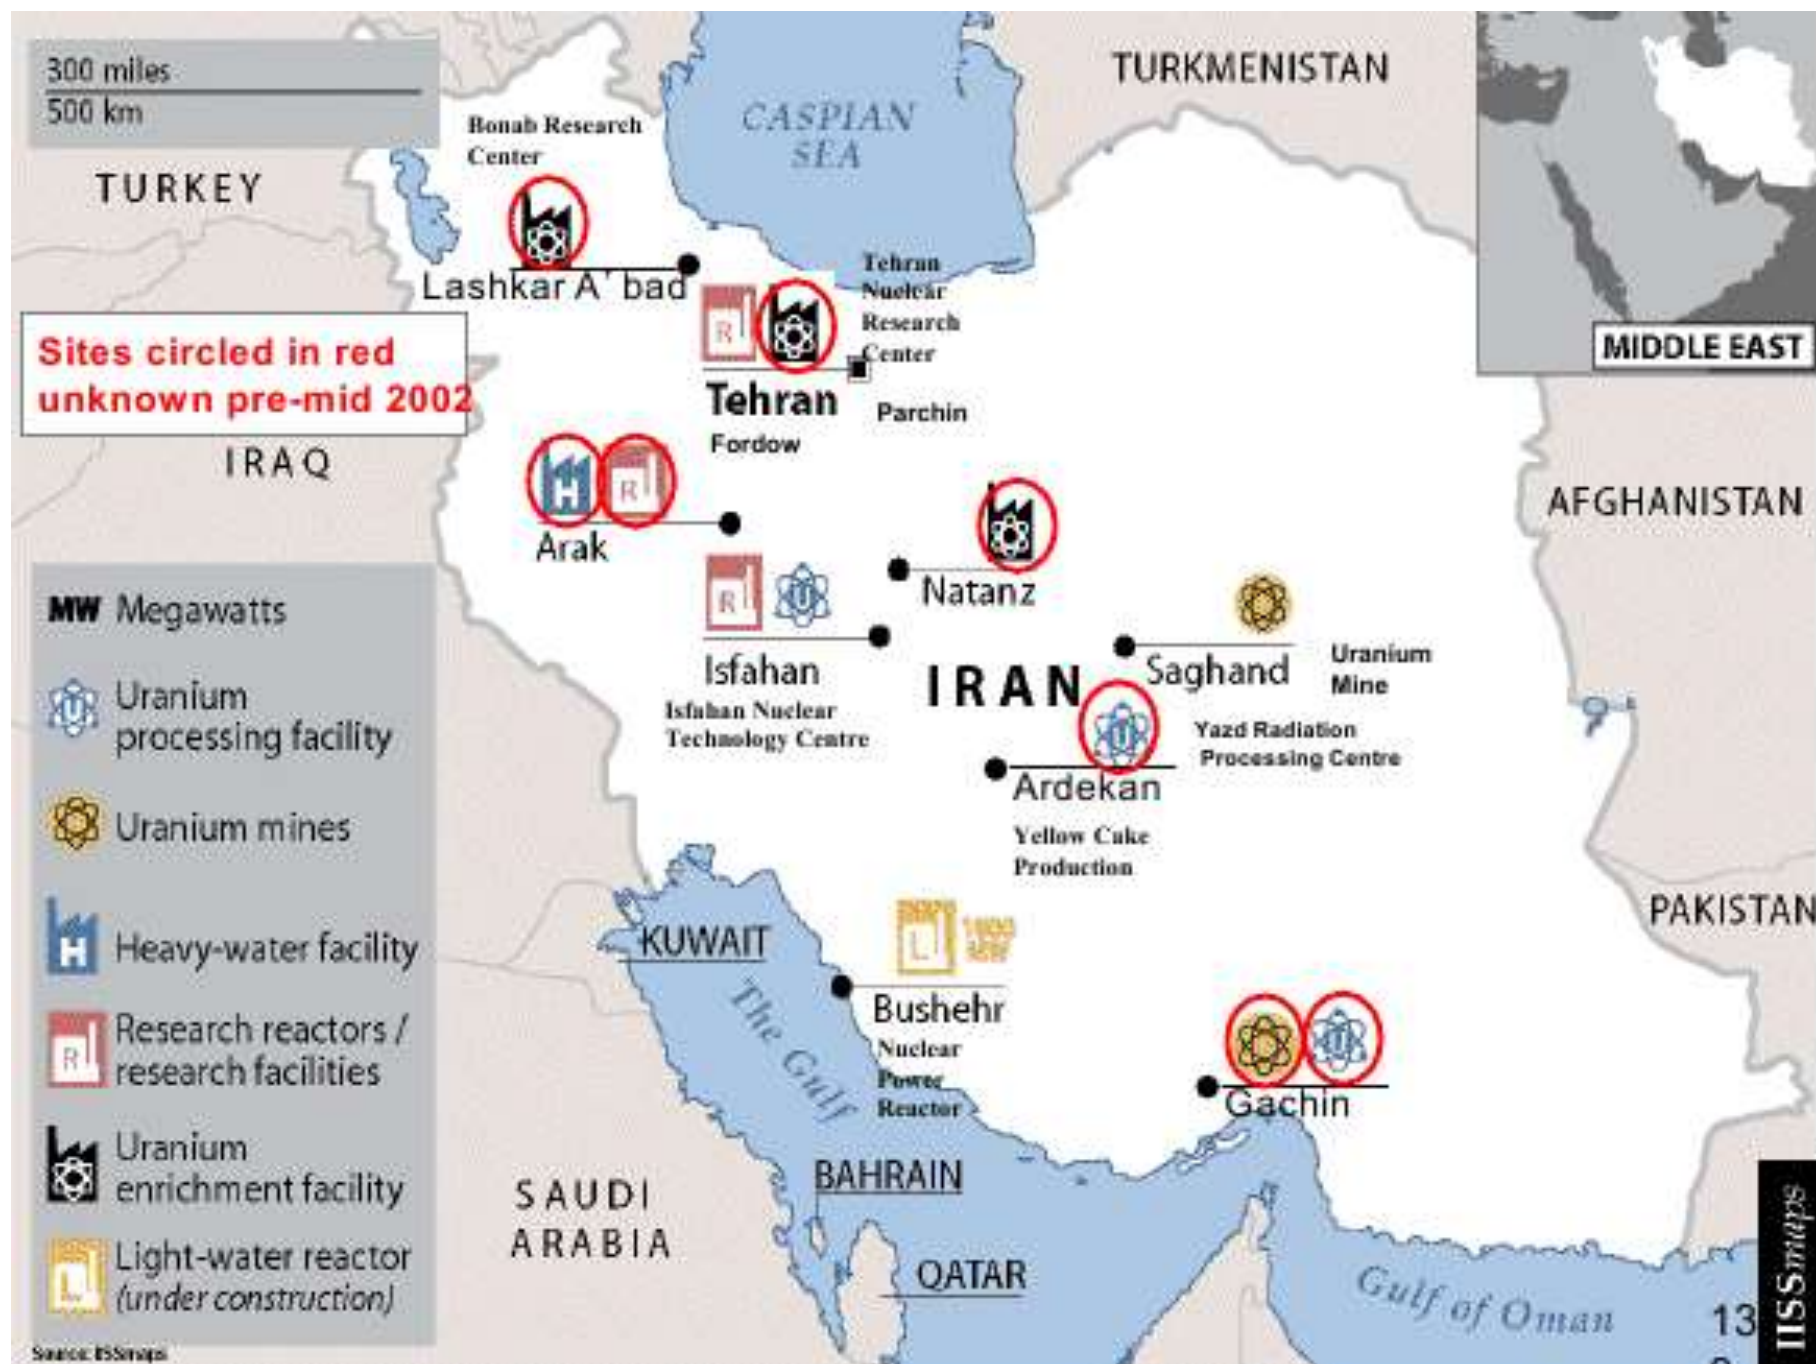 300 miles
500 km
TURKEY
Bonab Research
Center
CASPIAN
SEA
TURKMENISTAN
MIDDLE EAST
Lashkar A' bad
Tehran
Nuclear
Research
Center
R
Tehran
Parchin
Fordow
Sites circled in red
unknown pre-mid 2002
IRAQ
AFGHANISTAN
H
R
Arak
Natanz
R
U
Isfahan
Isfahan Nuclear
Technology Centre
IRAN
Saghand
Uranium
Mine
U
Yazd Radiation
Processing Centre
Ardekan
Yellow Cake
Production
MW Megawatts
U
Uranium
processing facility
Uranium mines
H
Heavy-water facility
R
Research reactors /
research facilities
Uranium
enrichment facility
L
Light-water reactor
(under construction)
Source: IISSmaps
KUWAIT
The Gulf
L
Bushehr
Nuclear
Power
Reactor
U
Gachin
PAKISTAN
SAUDI
ARABIA
BAHRAIN
QATAR
Gulf of Oman
13
IISSmaps